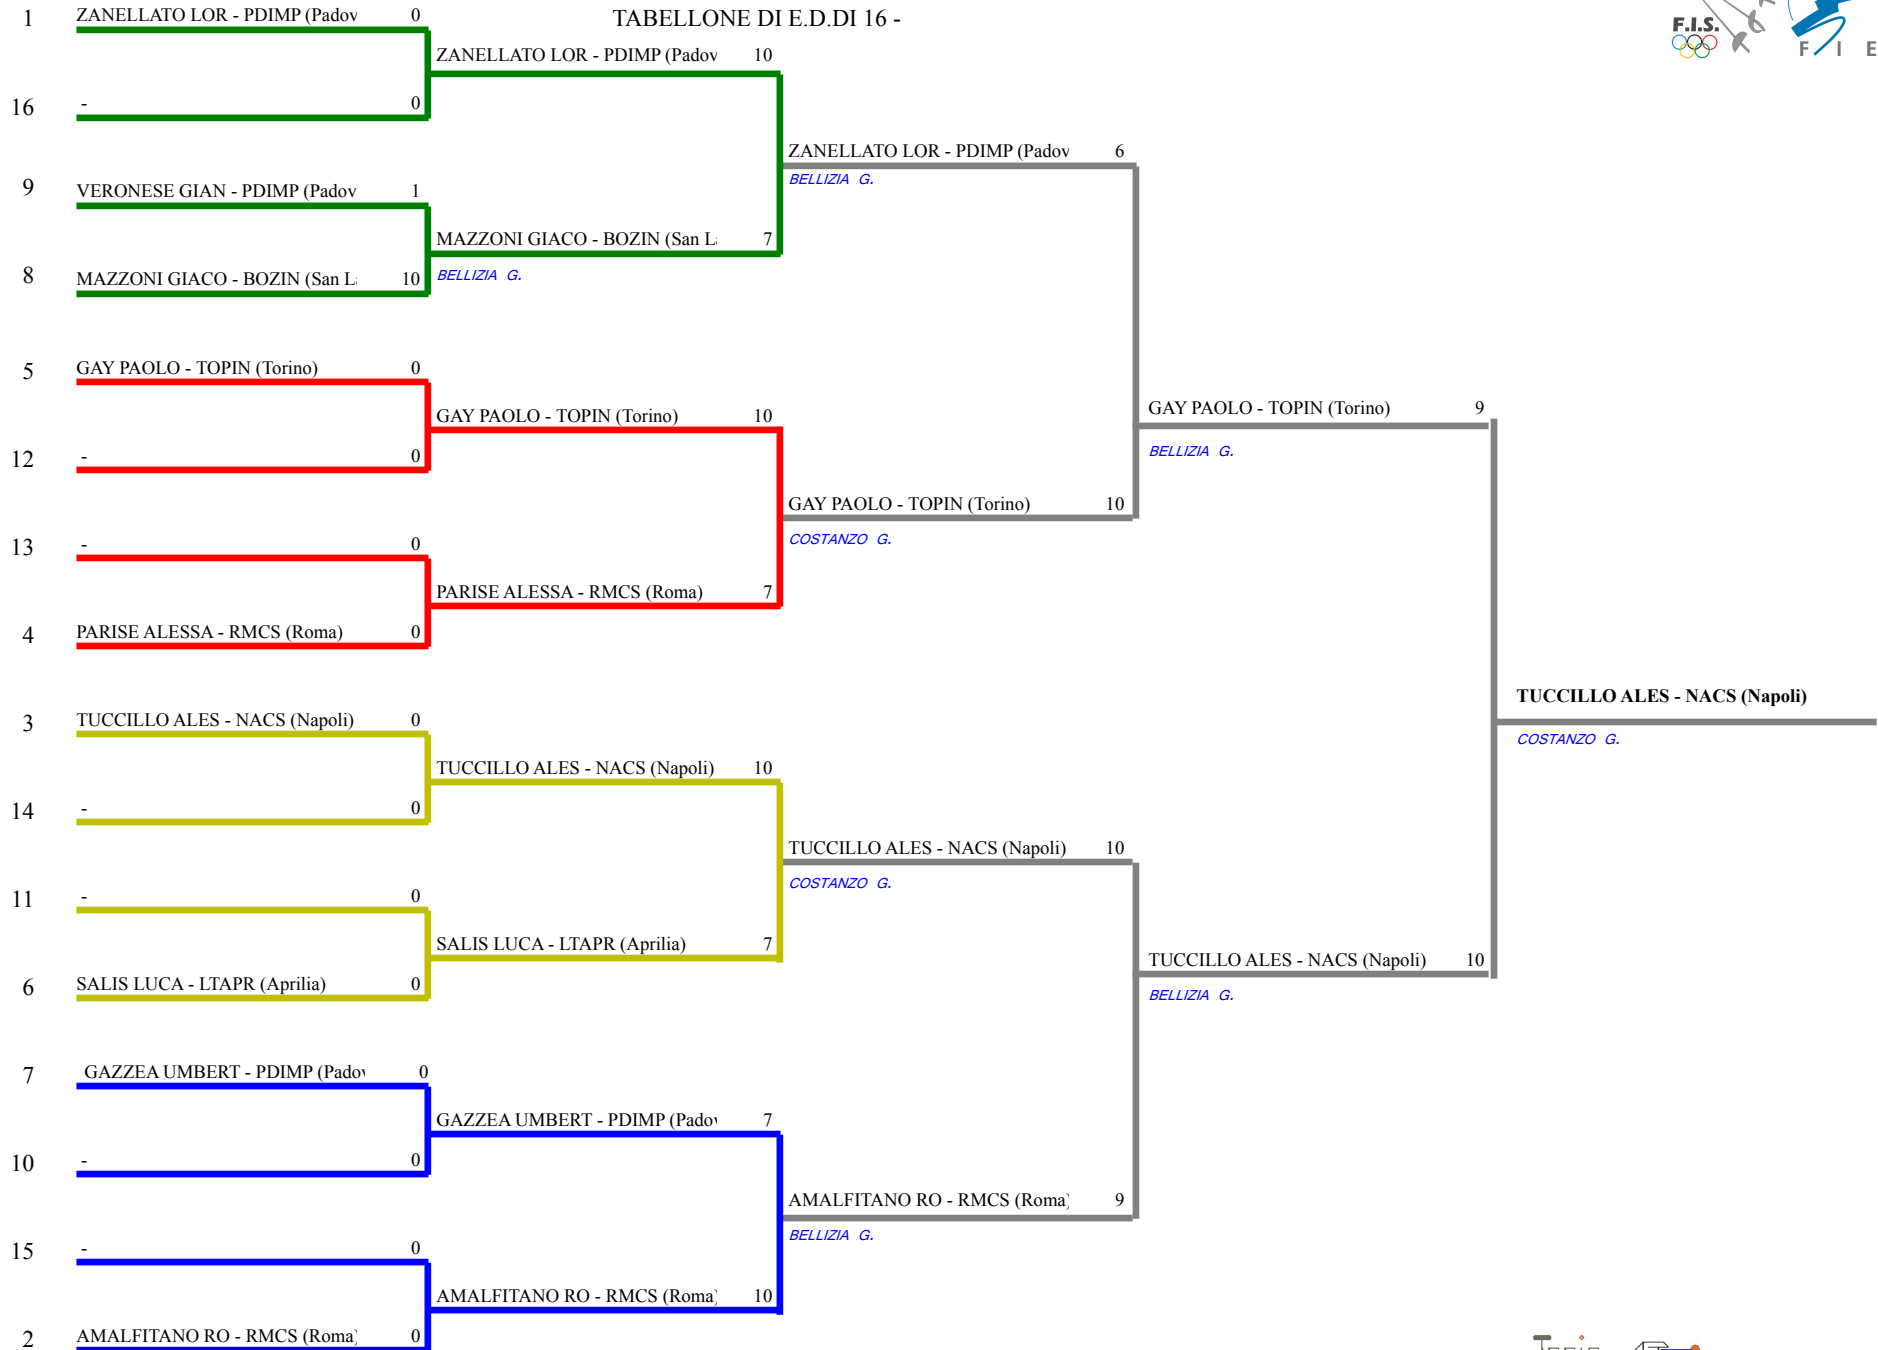 TABELLONE DI E.D.DI 16 -
F.I.S.
F I E
1 ZANELLATO LOR - PDIMP (Padov 0
ZANELLATO LOR - PDIMP (Padov 10
16 - 0
ZANELLATO LOR - PDIMP (Padov 6
BELLIZIA G.
9 VERONESE GIAN - PDIMP (Padov 1
MAZZONI GIACO - BOZIN (San L 7
BELLIZIA G.
8 MAZZONI GIACO - BOZIN (San L 10
5 GAY PAOLO - TOPIN (Torino) 0
GAY PAOLO - TOPIN (Torino) 10
GAY PAOLO - TOPIN (Torino) 9
BELLIZIA G.
12 - 0
GAY PAOLO - TOPIN (Torino) 10
COSTANZO G.
13 - 0
PARISE ALESSA - RMCS (Roma) 7
4 PARISE ALESSA - RMCS (Roma) 0
TUCCILLO ALES - NACS (Napoli)
COSTANZO G.
3 TUCCILLO ALES - NACS (Napoli) 0
TUCCILLO ALES - NACS (Napoli) 10
14 - 0
TUCCILLO ALES - NACS (Napoli) 10
COSTANZO G.
11 - 0
SALIS LUCA - LTAPR (Aprilia) 7
TUCCILLO ALES - NACS (Napoli) 10
BELLIZIA G.
6 SALIS LUCA - LTAPR (Aprilia) 0
7 GAZZEA UMBERT - PDIMP (Padov 0
GAZZEA UMBERT - PDIMP (Padov 7
10 - 0
AMALFITANO RO - RMCS (Roma) 9
BELLIZIA G.
15 - 0
AMALFITANO RO - RMCS (Roma) 10
2 AMALFITANO RO - RMCS (Roma) 0